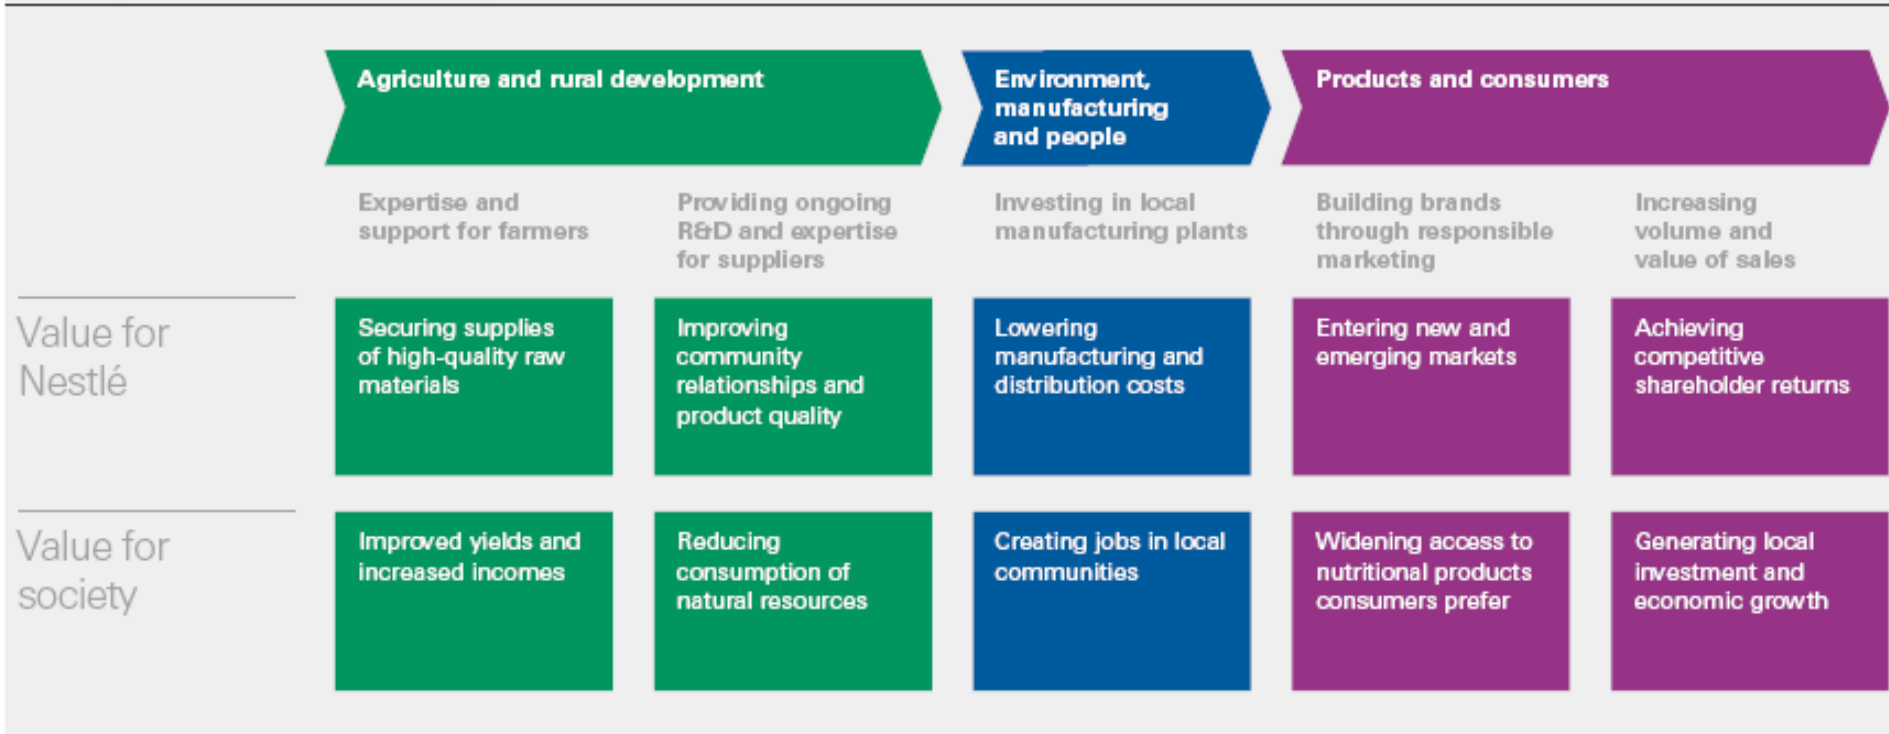 Agriculture and rural development
Environment,
manufacturing
and people
Products and consumers
Expertise and
support for farmers
Providing ongoing
R&D and expertise
for suppliers
Investing in local
manufacturing plants
Building brands
through responsible
marketing
Increasing
volume and
value of sales
Value for
Nestlé
Securing supplies
of high-quality raw
materials
Improving
community
relationships and
product quality
Lowering
manufacturing and
distribution costs
Entering new and
emerging markets
Achieving
competitive
shareholder returns
Value for
society
Improved yields and
increased incomes
Reducing
consumption of
natural resources
Creating jobs in local
communities
Widening access to
nutritional products
consumers prefer
Generating local
investment and
economic growth